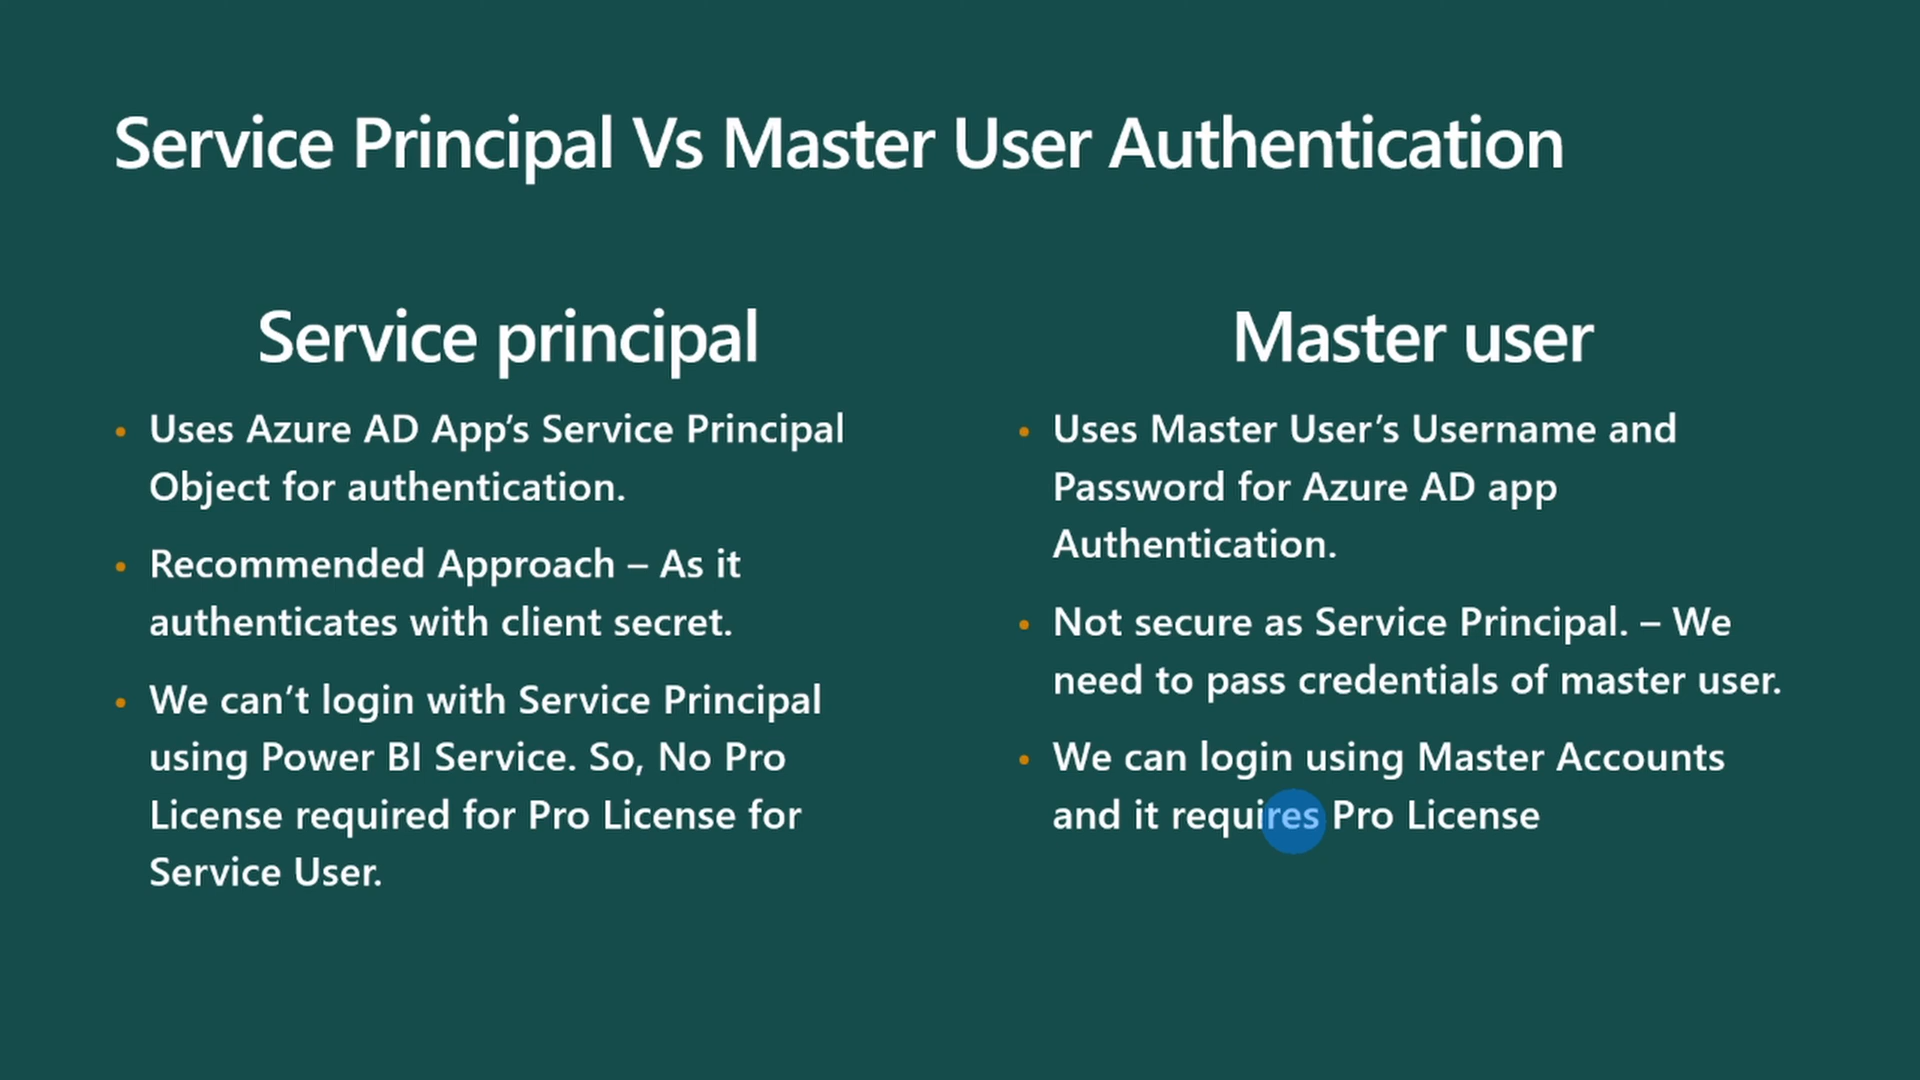 Service Principal Vs Master User Authentication
Service principal
• Uses Azure AD App’s Service Principal
Object for authentication.
• Recommended Approach – As it
authenticates with client secret.
• We can’t login with Service Principal
using Power BI Service. So, No Pro
License required for Pro License for
Service User.
Master user
• Uses Master User’s Username and
Password for Azure AD app
Authentication.
• Not secure as Service Principal. – We
need to pass credentials of master user.
• We can login using Master Accounts
and it requires Pro License